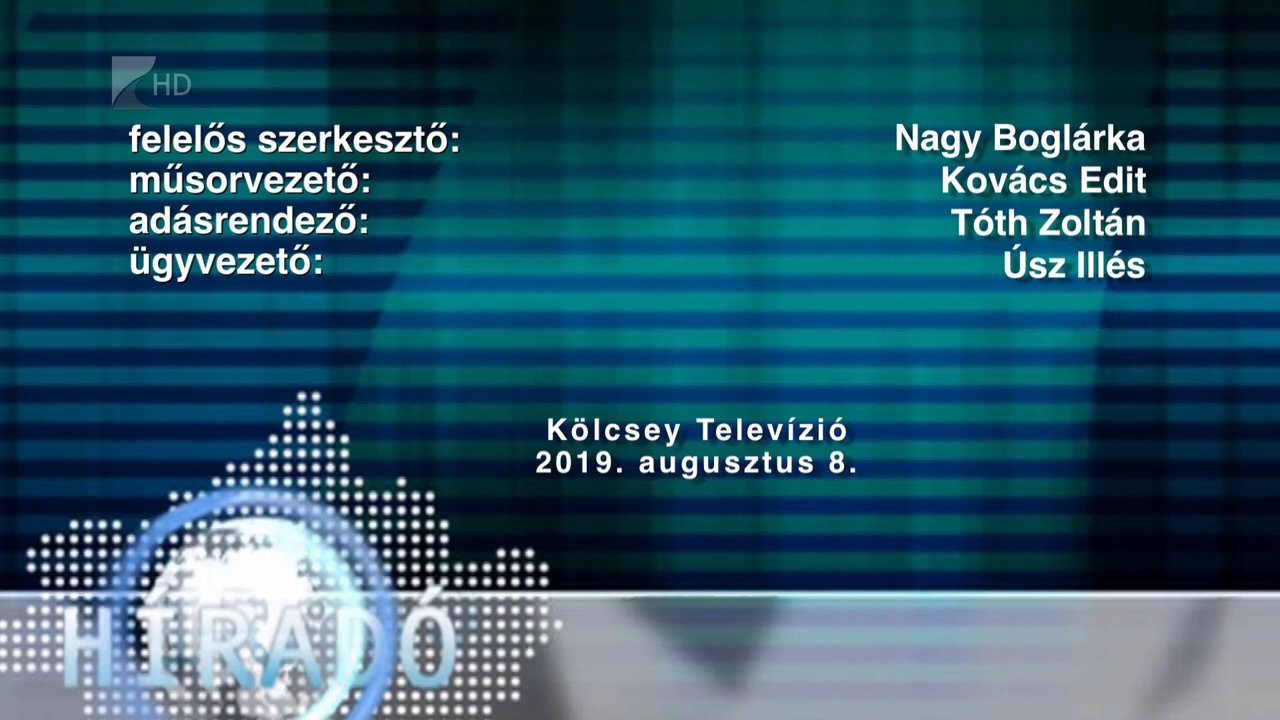 HD
felelős szerkesztő: Nagy Boglárka
műsorvezető: Kovács Edit
adásrendező: Tóth Zoltán
ügyvezető: Úsz Illés
Kölcsey Televízió
2019. augusztus 8.
HÍRADÓ